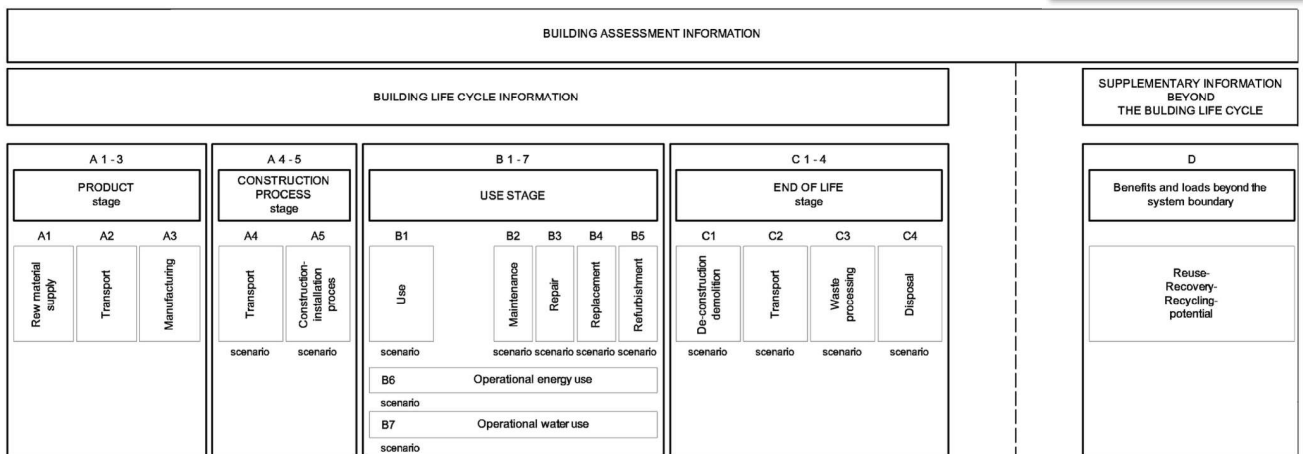 BUILDING ASSESSMENT INFORMATION
BUILDING LIFE CYCLE INFORMATION
SUPPLEMENTARY INFORMATION
BEYOND
THE BULDING LIFE CYCLE
A 1 - 3
PRODUCT
stage
A1
A2
A3
Rew material
supply
Transport
Manufacturing
A 4 - 5
CONSTRUCTION
PROCESS
stage
A4
A5
Transport
Construction-
installation
proces
scenario
scenario
B 1 - 7
USE STAGE
B1
B2
B3
B4
B5
Use
Maintenance
Repair
Replacement
Refurbishment
scenario
scenario
scenario
scenario
scenario
B6
Operational energy use
scenario
B7
Operational water use
scenario
C 1 - 4
END OF LIFE
stage
C1
C2
C3
C4
De-construction
demolition
Transport
Waste
processing
Disposal
scenario
scenario
scenario
scenario
D
Benefits and loads beyond the
system boundary
Reuse-
Recovery-
Recycling-
potential